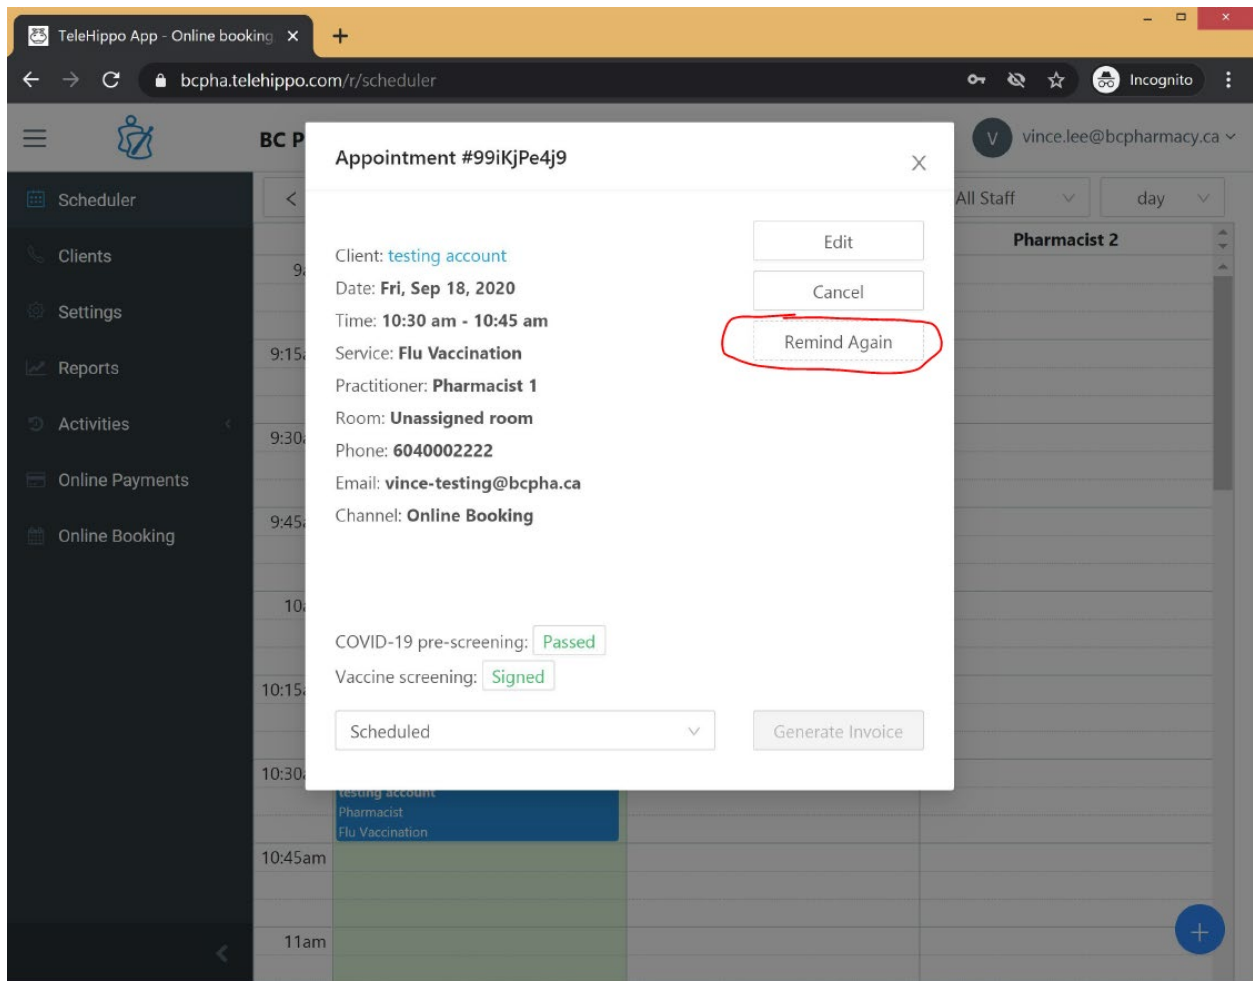 TeleHippo App - Online booking
bcpha.telehippo.com/r/scheduler
Incognito
BC P
vince.lee@bcpharmacy.ca
Scheduler
Clients
Settings
Reports
Activities
Online Payments
Online Booking
All Staff
day
Pharmacist 2
Appointment #99iKjPe4j9
Client: testing account
Date: Fri, Sep 18, 2020
Time: 10:30 am - 10:45 am
Service: Flu Vaccination
Practitioner: Pharmacist 1
Room: Unassigned room
Phone: 6040002222
Email: vince-testing@bcpha.ca
Channel: Online Booking
Edit
Cancel
Remind Again
COVID-19 pre-screening: Passed
Vaccine screening: Signed
Scheduled
Generate Invoice
9:15
9:30
9:45
10
10:15
10:30
testing account
Pharmacist
Flu Vaccination
10:45am
11am